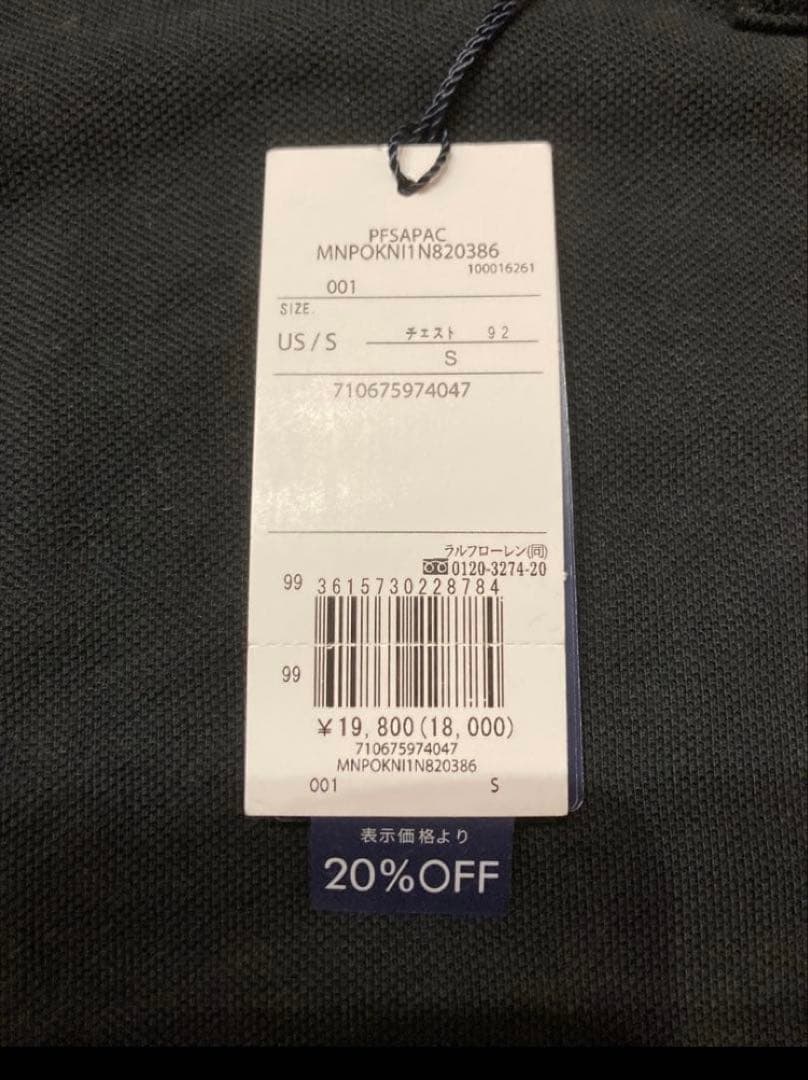 PFSAPAC
MNPOKNI1N820386
100016261
001
SIZE.
US / S
チェスト 92
S
710675974047
ラルフローレン(同)
0120-3274-20
99 3615730228784
99
¥19,800(18,000)
710675974047
MNPOKNI1N820386
001 S
表示価格より
20%OFF